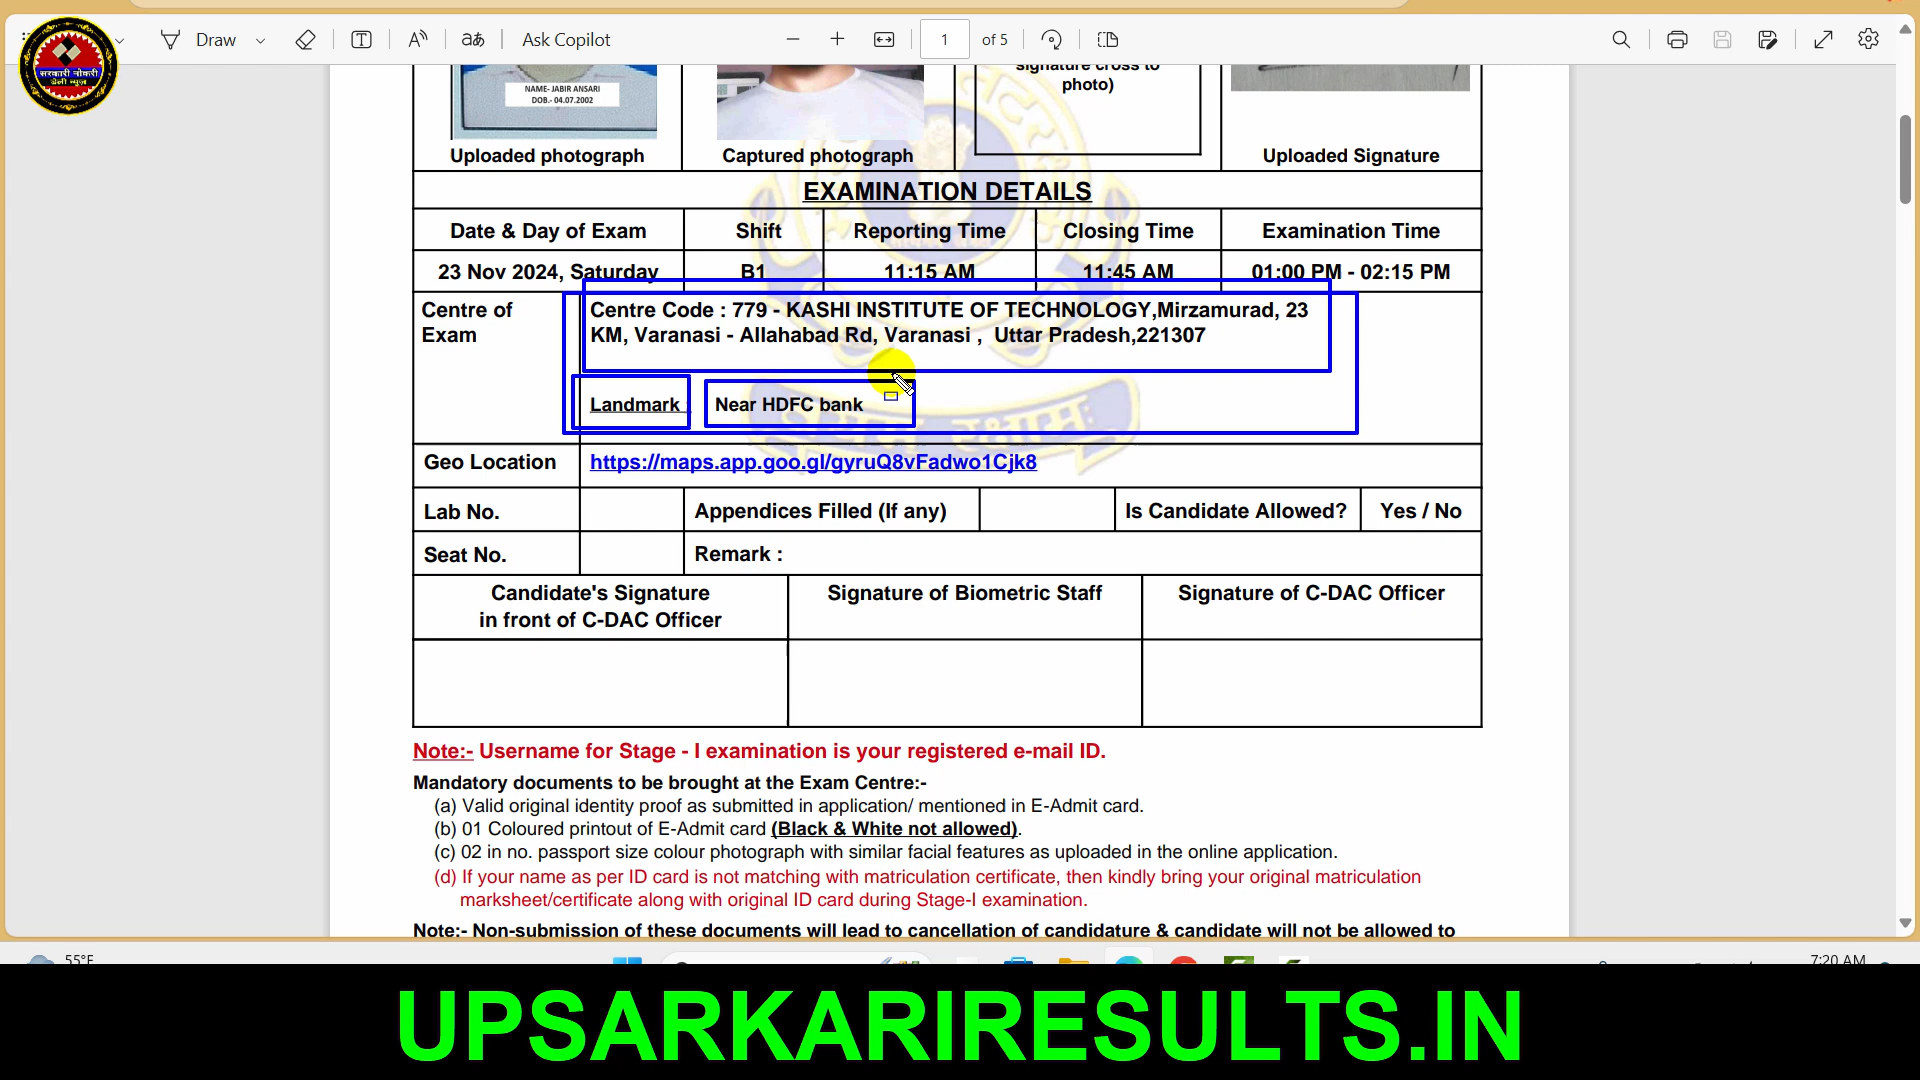 सरकारी नौकरी
डेली न्यूज़
Draw
Ask Copilot
1 of 5
signature cross to
photo)
NAME- JABIR ANSARI
DOB.- 04.07.2002
Uploaded photograph
Captured photograph
Uploaded Signature
EXAMINATION DETAILS
Date & Day of Exam Shift Reporting Time Closing Time Examination Time
23 Nov 2024, Saturday B1 11:15 AM 11:45 AM 01:00 PM - 02:15 PM
Centre of
Exam
Centre Code : 779 - KASHI INSTITUTE OF TECHNOLOGY,Mirzamurad, 23
KM, Varanasi - Allahabad Rd, Varanasi , Uttar Pradesh,221307
Landmark : Near HDFC bank
Geo Location https://maps.app.goo.gl/gyruQ8vFadwo1Cjk8
Lab No. Appendices Filled (If any) Is Candidate Allowed? Yes / No
Seat No. Remark :
Candidate's Signature
in front of C-DAC Officer
Signature of Biometric Staff
Signature of C-DAC Officer
Note:- Username for Stage - I examination is your registered e-mail ID.
Mandatory documents to be brought at the Exam Centre:-
(a) Valid original identity proof as submitted in application/ mentioned in E-Admit card.
(b) 01 Coloured printout of E-Admit card (Black & White not allowed).
(c) 02 in no. passport size colour photograph with similar facial features as uploaded in the online application.
(d) If your name as per ID card is not matching with matriculation certificate, then kindly bring your original matriculation
marksheet/certificate along with original ID card during Stage-I examination.
Note:- Non-submission of these documents will lead to cancellation of candidature & candidate will not be allowed to
55°F
7:20 AM
UPSARKARIRESULTS.IN